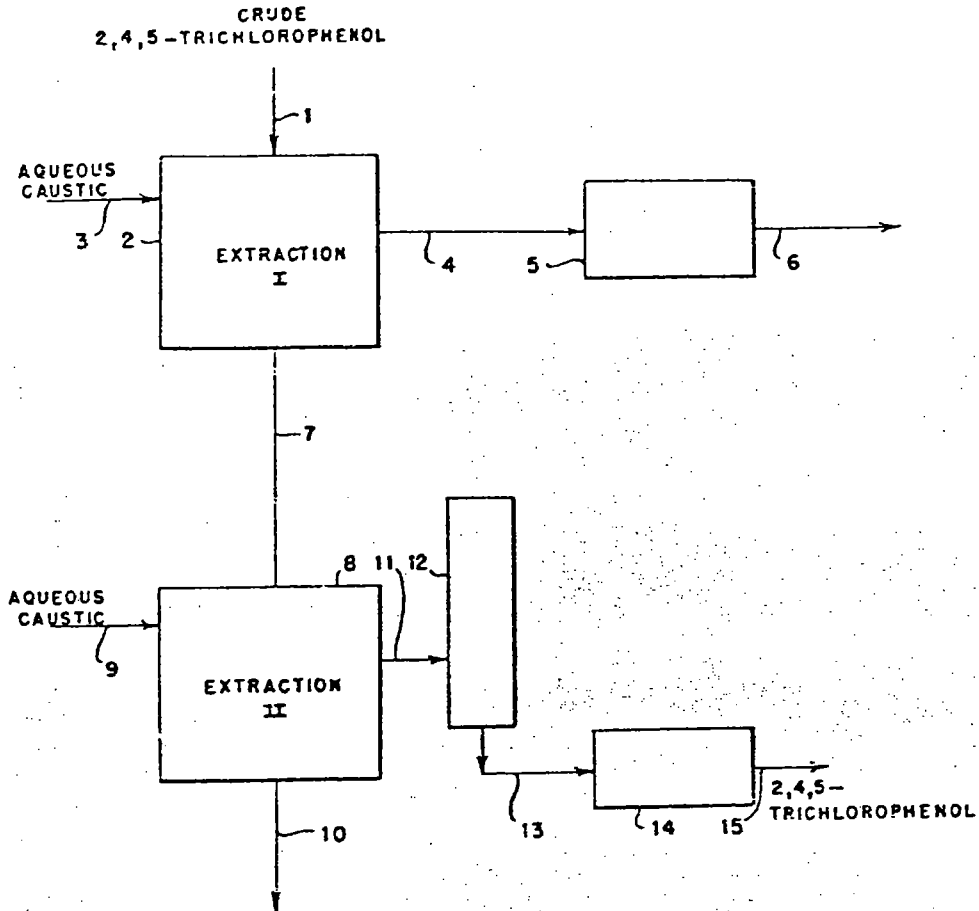 CRUDE
2,4,5-TRICHLOROPHENOL
1
AQUEOUS
CAUSTIC
3
2
EXTRACTION
I
4
5
6
7
8
11
12
AQUEOUS
CAUSTIC
9
EXTRACTION
II
10
13
14
15
2,4,5-
TRICHLOROPHENOL